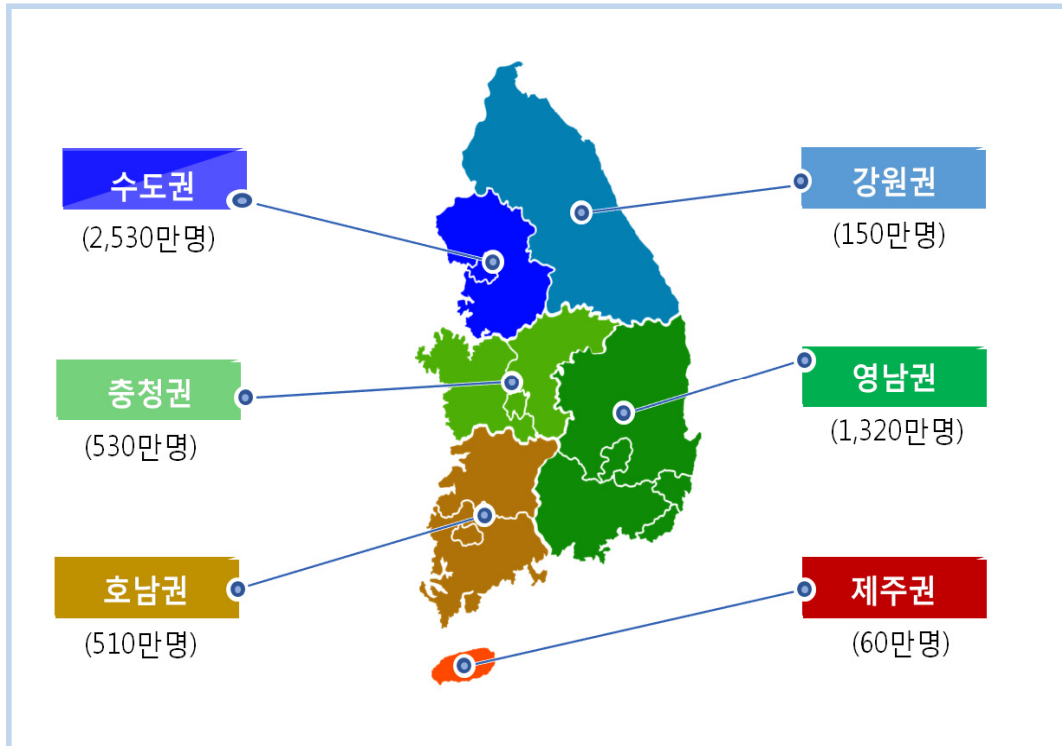 수도권
(2,530만명)
강원권
(150만명)
충청권
(530만명)
영남권
(1,320만명)
호남권
(510만명)
제주권
(60만명)